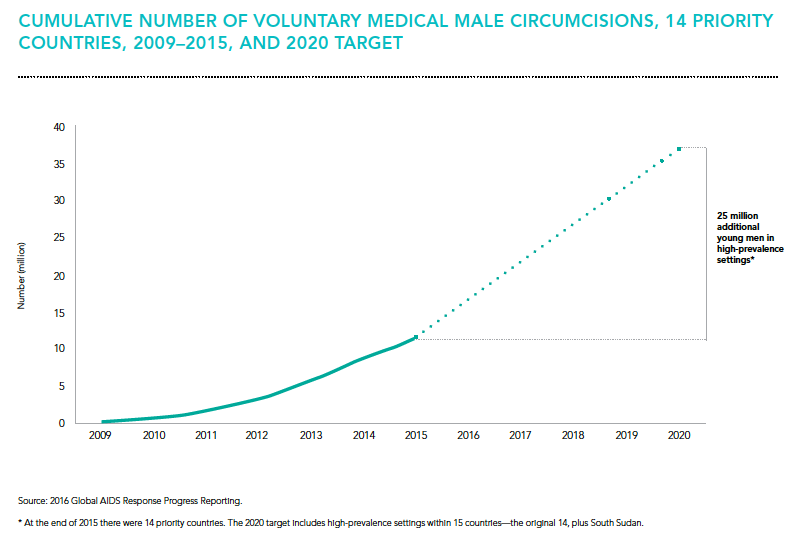 CUMULATIVE NUMBER OF VOLUNTARY MEDICAL MALE CIRCUMCISIONS, 14 PRIORITY
COUNTRIES, 2009–2015, AND 2020 TARGET
40
35
30
25
20
15
10
5
0
Number (million)
2009 2010 2011 2012 2013 2014 2015 2016 2017 2018 2019 2020
25 million
additional
young men in
high-prevalence
settings*
Source: 2016 Global AIDS Response Progress Reporting.
* At the end of 2015 there were 14 priority countries. The 2020 target includes high-prevalence settings within 15 countries—the original 14, plus South Sudan.